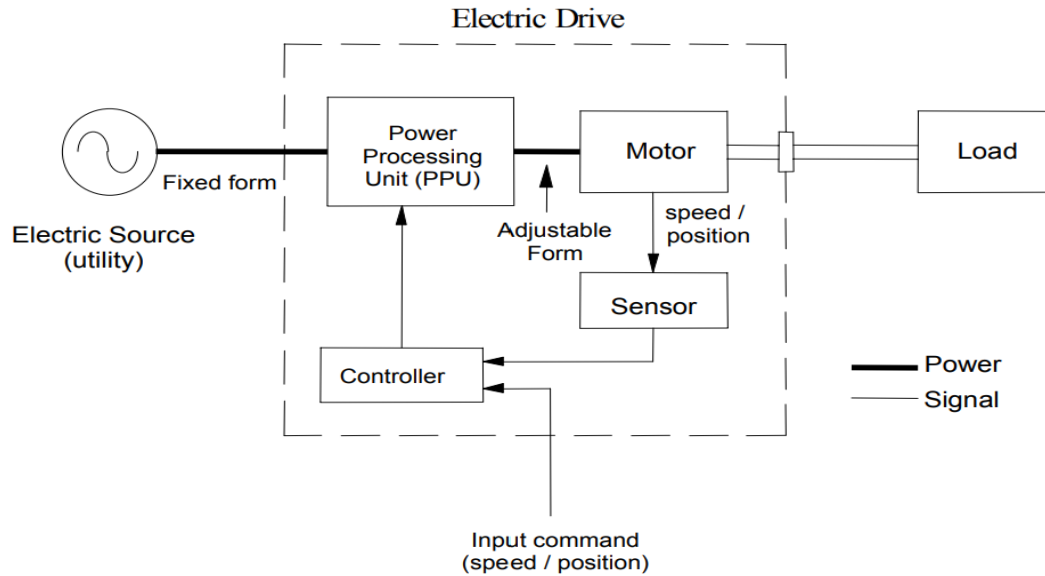 Electric Drive
Power
Processing
Unit (PPU)
Motor
Load
Fixed form
Electric Source
(utility)
Adjustable
Form
speed /
position
Sensor
Controller
Power
Signal
Input command
(speed / position)